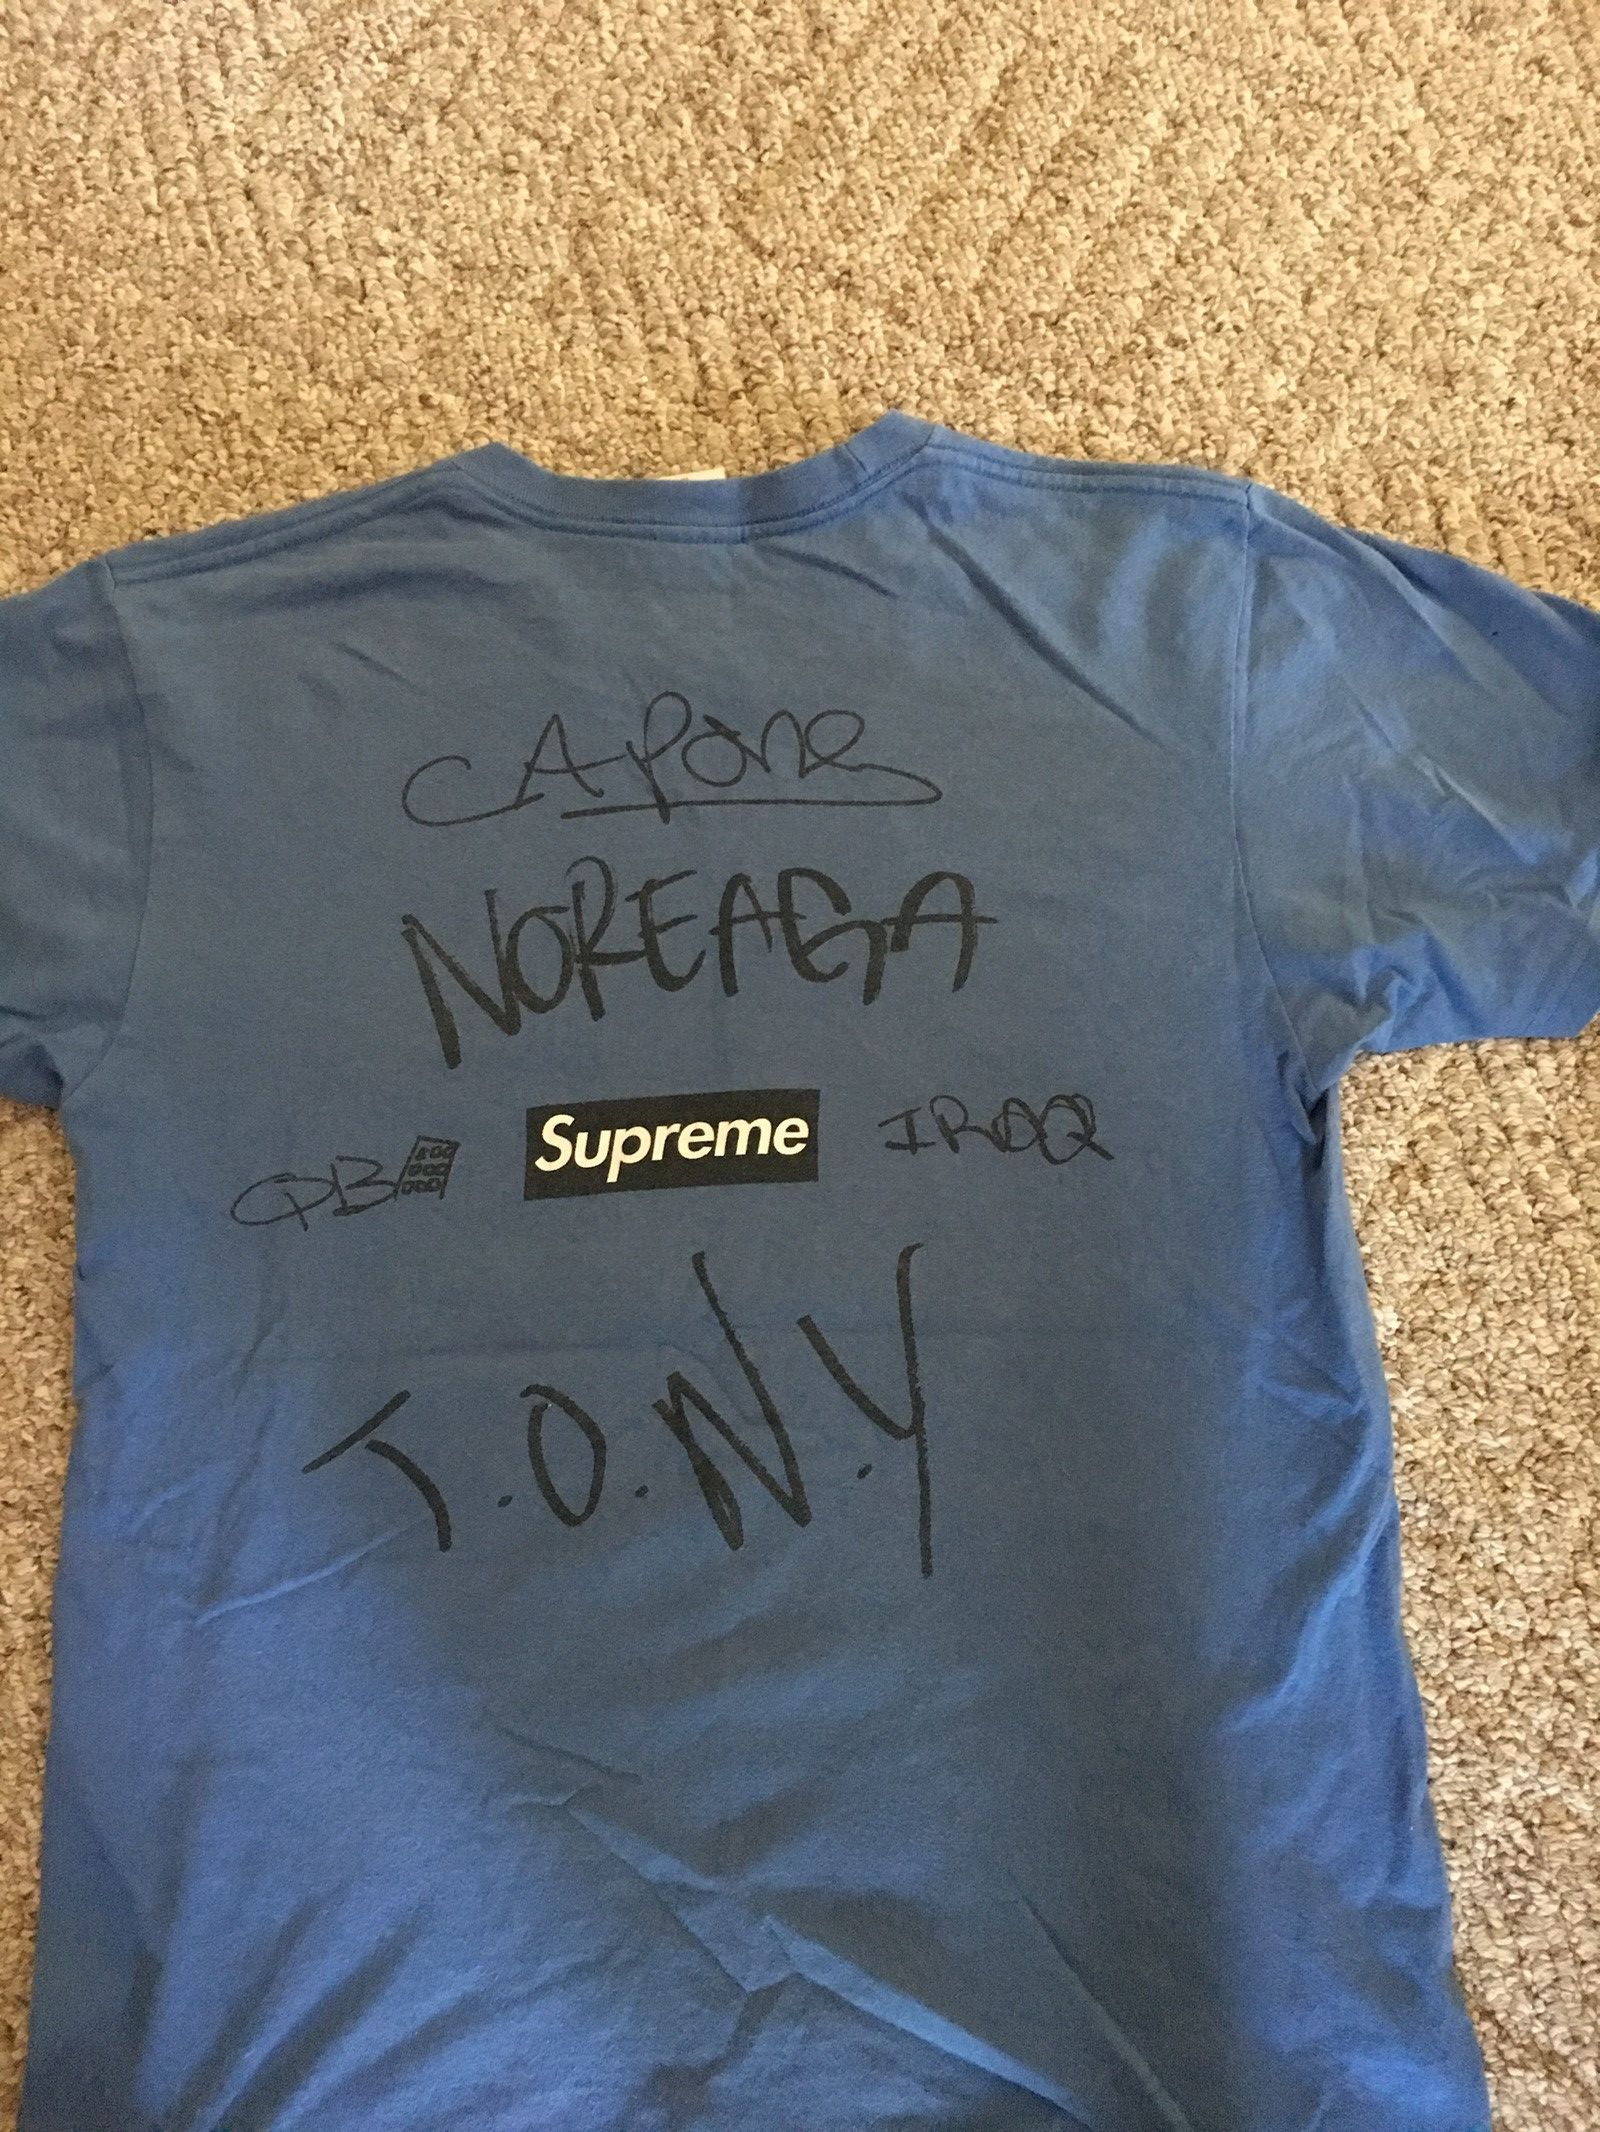 CAPONE
NOREAGA
QB Supreme IRAQ
T.O.N.Y